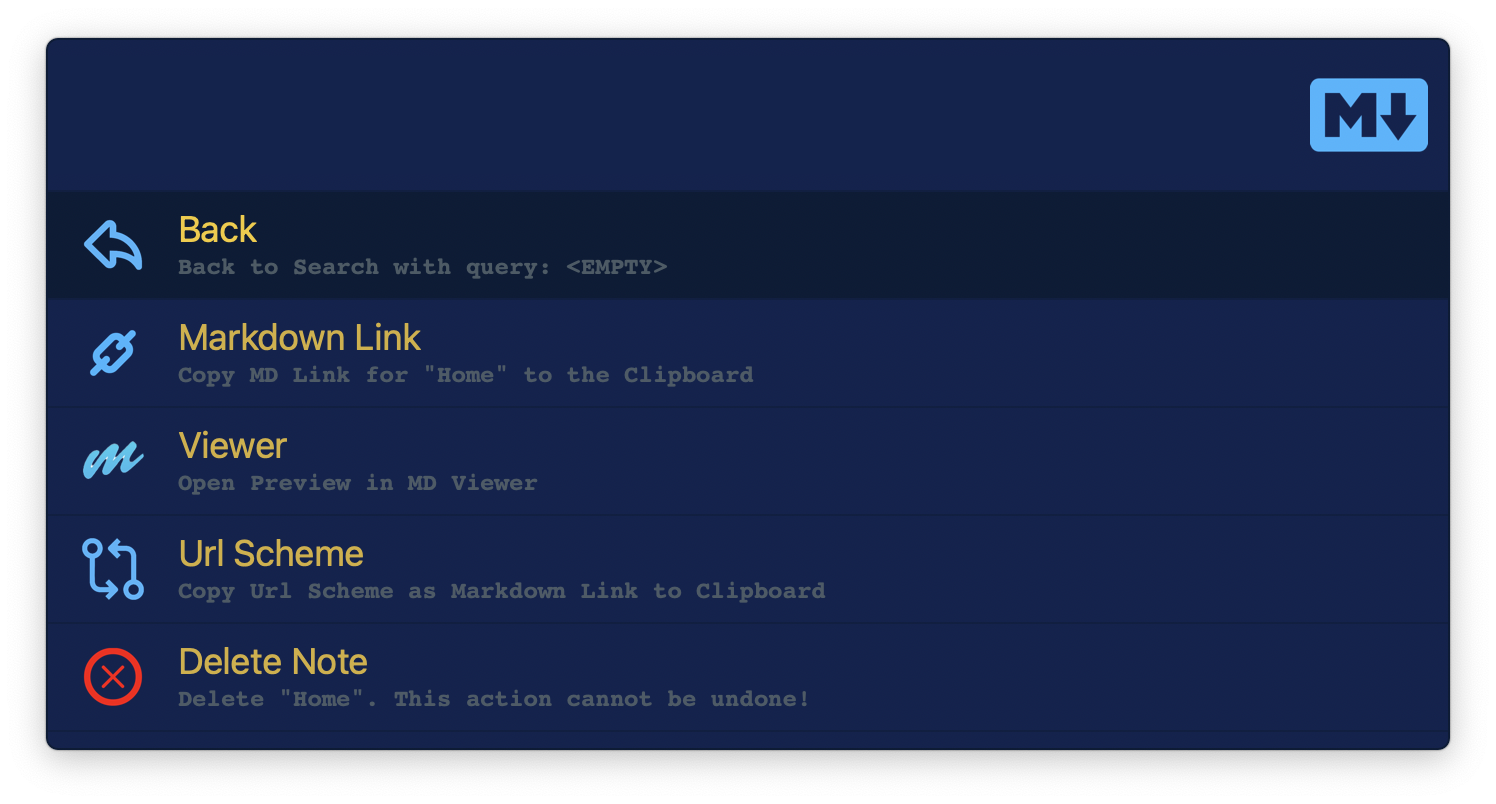 M
Back
Back to Search with query: <EMPTY>
Markdown Link
Copy MD Link for "Home" to the Clipboard
Viewer
Open Preview in MD Viewer
Url Scheme
Copy Url Scheme as Markdown Link to Clipboard
Delete Note
Delete "Home". This action cannot be undone!